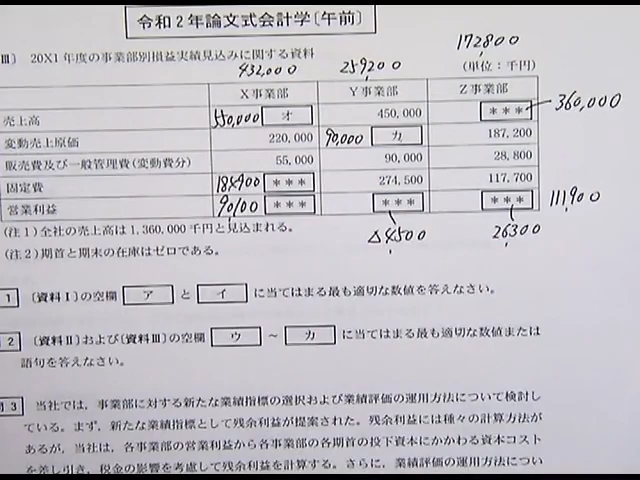 令和2年論文式会計学〔午前〕
Ⅲ〕 20X1年度の事業部別損益実績見込みに関する資料
172,800
432,000 259,200 (単位：千円)
X事業部 Y事業部 Z事業部
売上高 550,000 オ 450,000 *** 360,000
変動売上原価 220,000 90,000 カ 187,200
販売費及び一般管理費(変動費分) 55,000 90,000 28,800
固定費 184,900 *** 274,500 117,700
営業利益 90,100 *** *** *** 111,900
(注1) 全社の売上高は1,360,000千円と見込まれる。 △4500 26300
(注2) 期首と期末の在庫はゼロである。
1 〔資料Ⅰ〕の空欄 ア と イ に当てはまる最も適切な数値を答えなさい。
2 〔資料Ⅱ〕および〔資料Ⅲ〕の空欄 ウ ～ カ に当てはまる最も適切な数値または
語句を答えなさい。
問3 当社では，事業部に対する新たな業績指標の選択および業績評価の運用方法について検討し
ている。まず，新たな業績指標として残余利益が提案された。残余利益には種々の計算方法が
あるが，当社は，各事業部の営業利益から各事業部の各期首の投下資本にかかわる資本コスト
を差し引き，税金の影響を考慮して残余利益を計算する。さらに，業績評価の運用方法につい